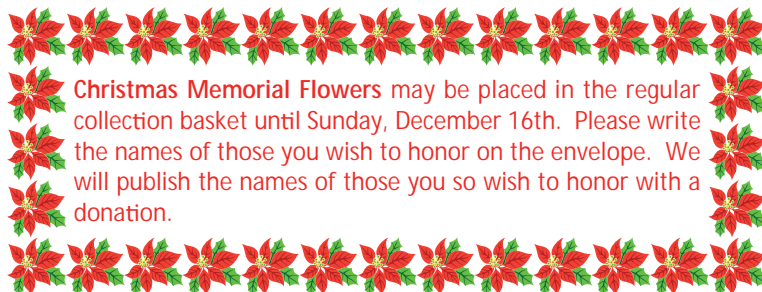 Christmas Memorial Flowers may be placed in the regular
collection basket until Sunday, December 16th.  Please write
the names of those you wish to honor on the envelope.  We
will publish the names of those you so wish to honor with a
donation.